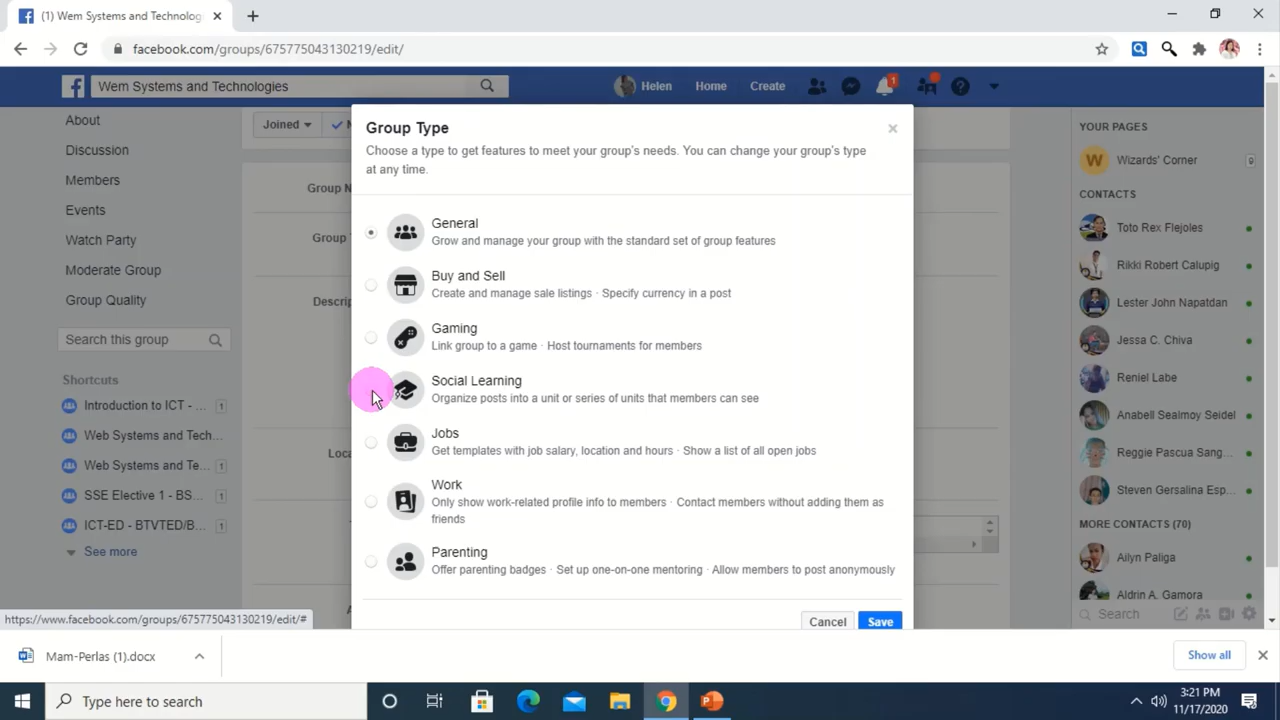 (1) Wem Systems and Technolog
facebook.com/groups/675775043130219/edit/
Wem Systems and Technologies
Helen
Home
Create
1
About
Discussion
Members
Events
Watch Party
Moderate Group
Group Quality
Search this group
Shortcuts
Introduction to ICT - ... 1
Web Systems and Tech...
Web Systems and Te... 1
SSE Elective 1 - BS... 1
ICT-ED - BTVTED/B... 1
See more
Joined
Group N
Group
Descrip
Loca
Group Type
Choose a type to get features to meet your group's needs. You can change your group's type
at any time.
General
Grow and manage your group with the standard set of group features
Buy and Sell
Create and manage sale listings · Specify currency in a post
Gaming
Link group to a game · Host tournaments for members
Social Learning
Organize posts into a unit or series of units that members can see
Jobs
Get templates with job salary, location and hours · Show a list of all open jobs
Work
Only show work-related profile info to members · Contact members without adding them as
friends
Parenting
Offer parenting badges · Set up one-on-one mentoring · Allow members to post anonymously
Cancel
Save
YOUR PAGES
W
Wizards' Corner
9
CONTACTS
Toto Rex Flejoles
Rikki Robert Calupig
Lester John Napatdan
Jessa C. Chiva
Reniel Labe
Anabell Sealmoy Seidel
Reggie Pascua Sang...
Steven Gersalina Esp...
MORE CONTACTS (70)
Ailyn Paliga
Aldrin A. Gamora
Search
https://www.facebook.com/groups/675775043130219/edit/#
Mam-Perlas (1).docx
Show all
Type here to search
3:21 PM
11/17/2020